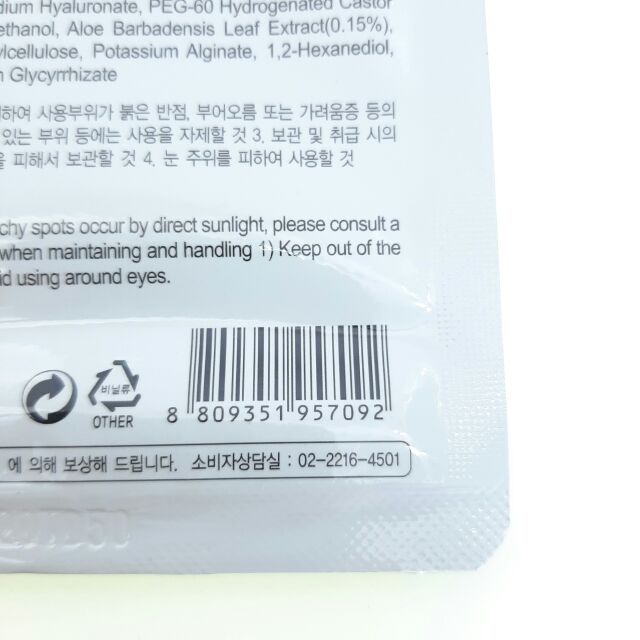 dium Hyaluronate, PEG-60 Hydrogenated Castor
ethanol, Aloe Barbadensis Leaf Extract(0.15%),
ylcellulose, Potassium Alginate, 1,2-Hexanediol,
Glycyrrhizate
하여 사용부위가 붉은 반점, 부어오름 또는 가려움증 등의
있는 부위 등에는 사용을 자제할 것 3. 보관 및 취급 시의
을 피해서 보관할 것 4. 눈 주위를 피하여 사용할 것
chy spots occur by direct sunlight, please consult a
when maintaining and handling 1) Keep out of the
id using around eyes.
비닐류
OTHER
8 809351 957092
에 의해 보상해 드립니다. 소비자상담실 : 02-2216-4501